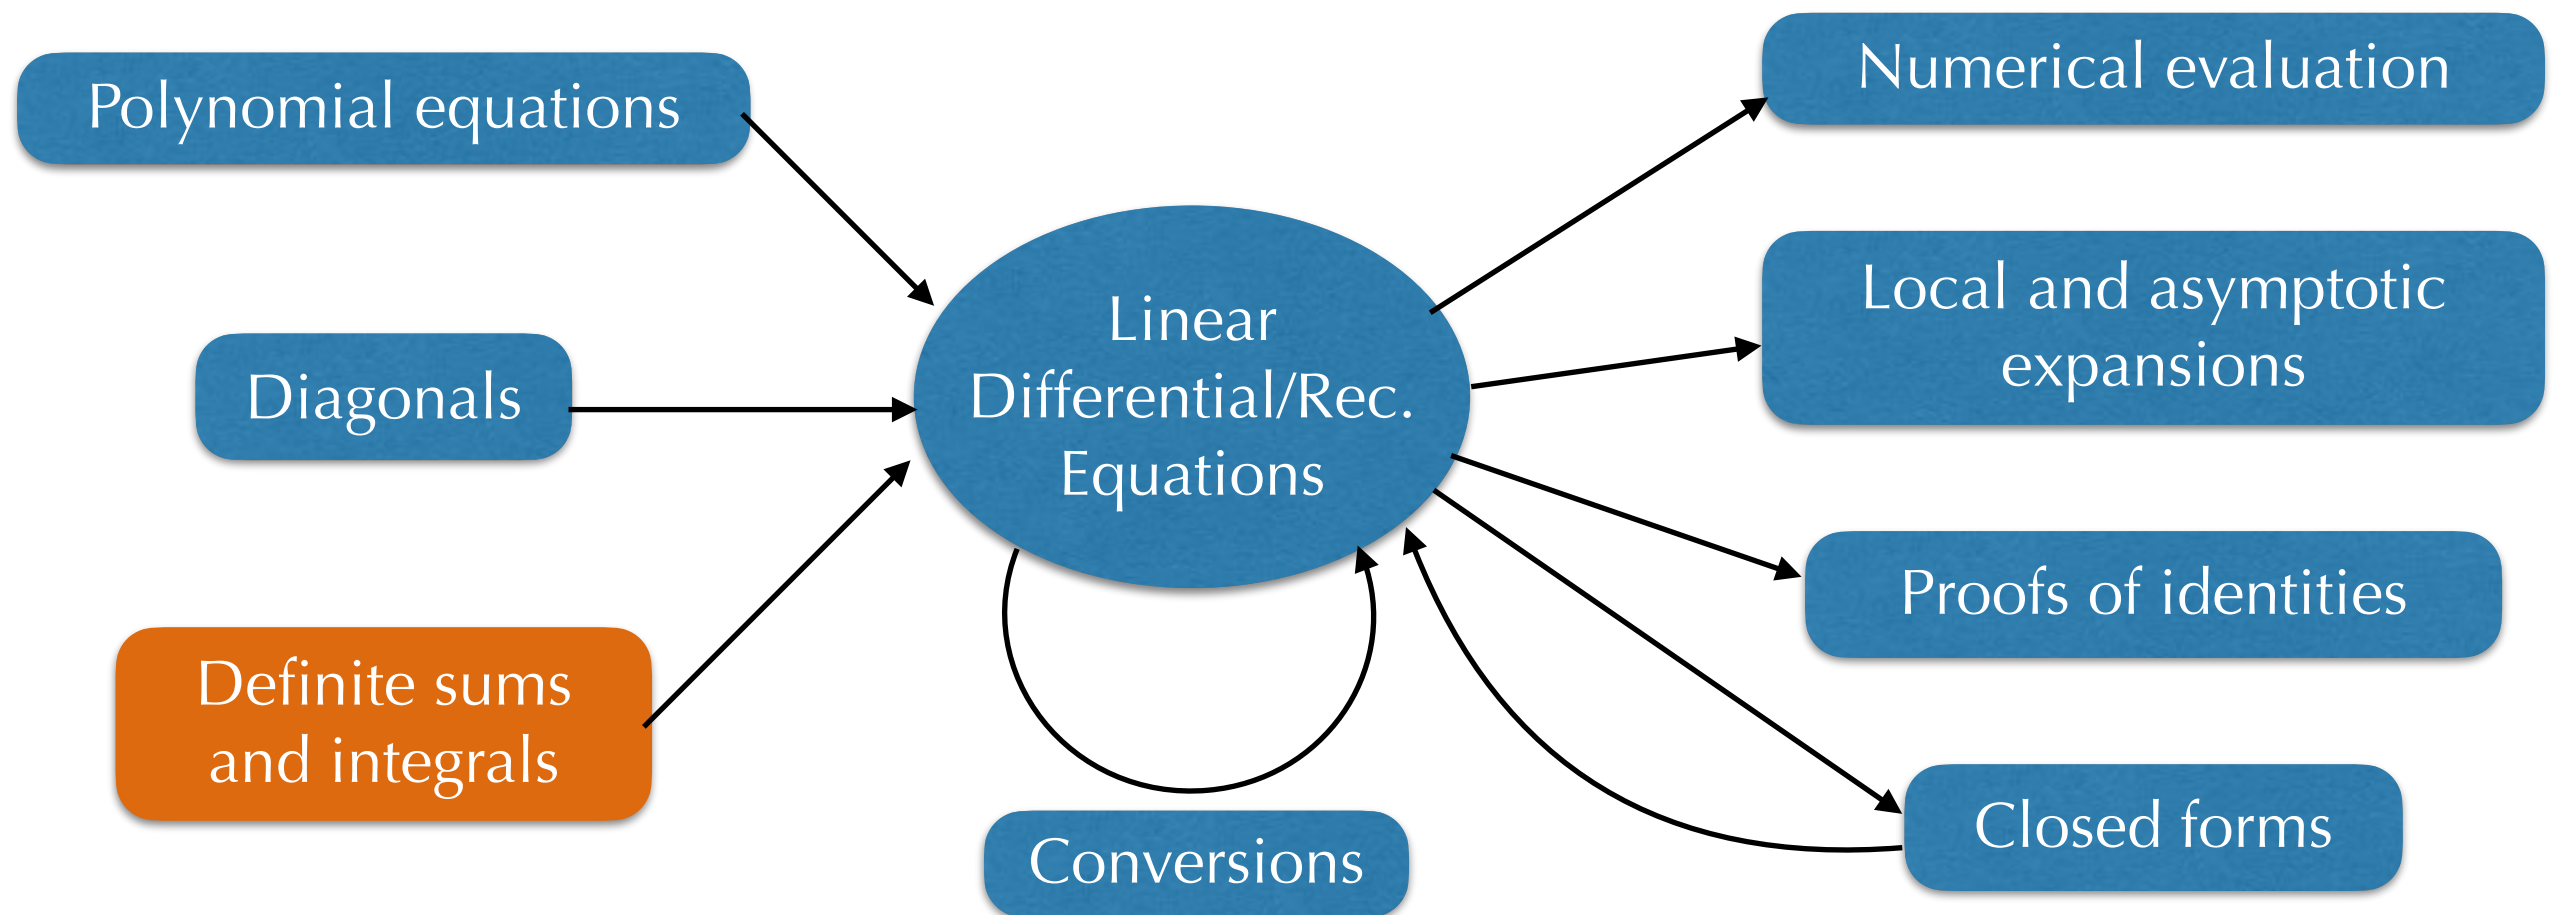 Polynomial equations
Diagonals
Definite sums
and integrals
Linear
Differential/Rec.
Equations
Conversions
Numerical evaluation
Local and asymptotic
expansions
Proofs of identities
Closed forms